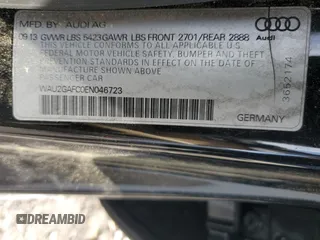 MFG. BY AUDI AG
09.13 GVWR LBS 5423 GAWR LBS FRONT 2701/REAR 2888
THIS VEHICLE CONFORMS TO ALL APPLICABLE U.S.
FEDERAL MOTOR VEHICLE SAFETY, BUMPER AND THEFT
PREVENTION STANDARDS IN EFFECT ON THE DATE OF
MANUFACTURE SHOWN ABOVE.
PASSENGER CAR
WAU2GAFC0EN046723
GERMANY
Audi
3652174
DREAMBID